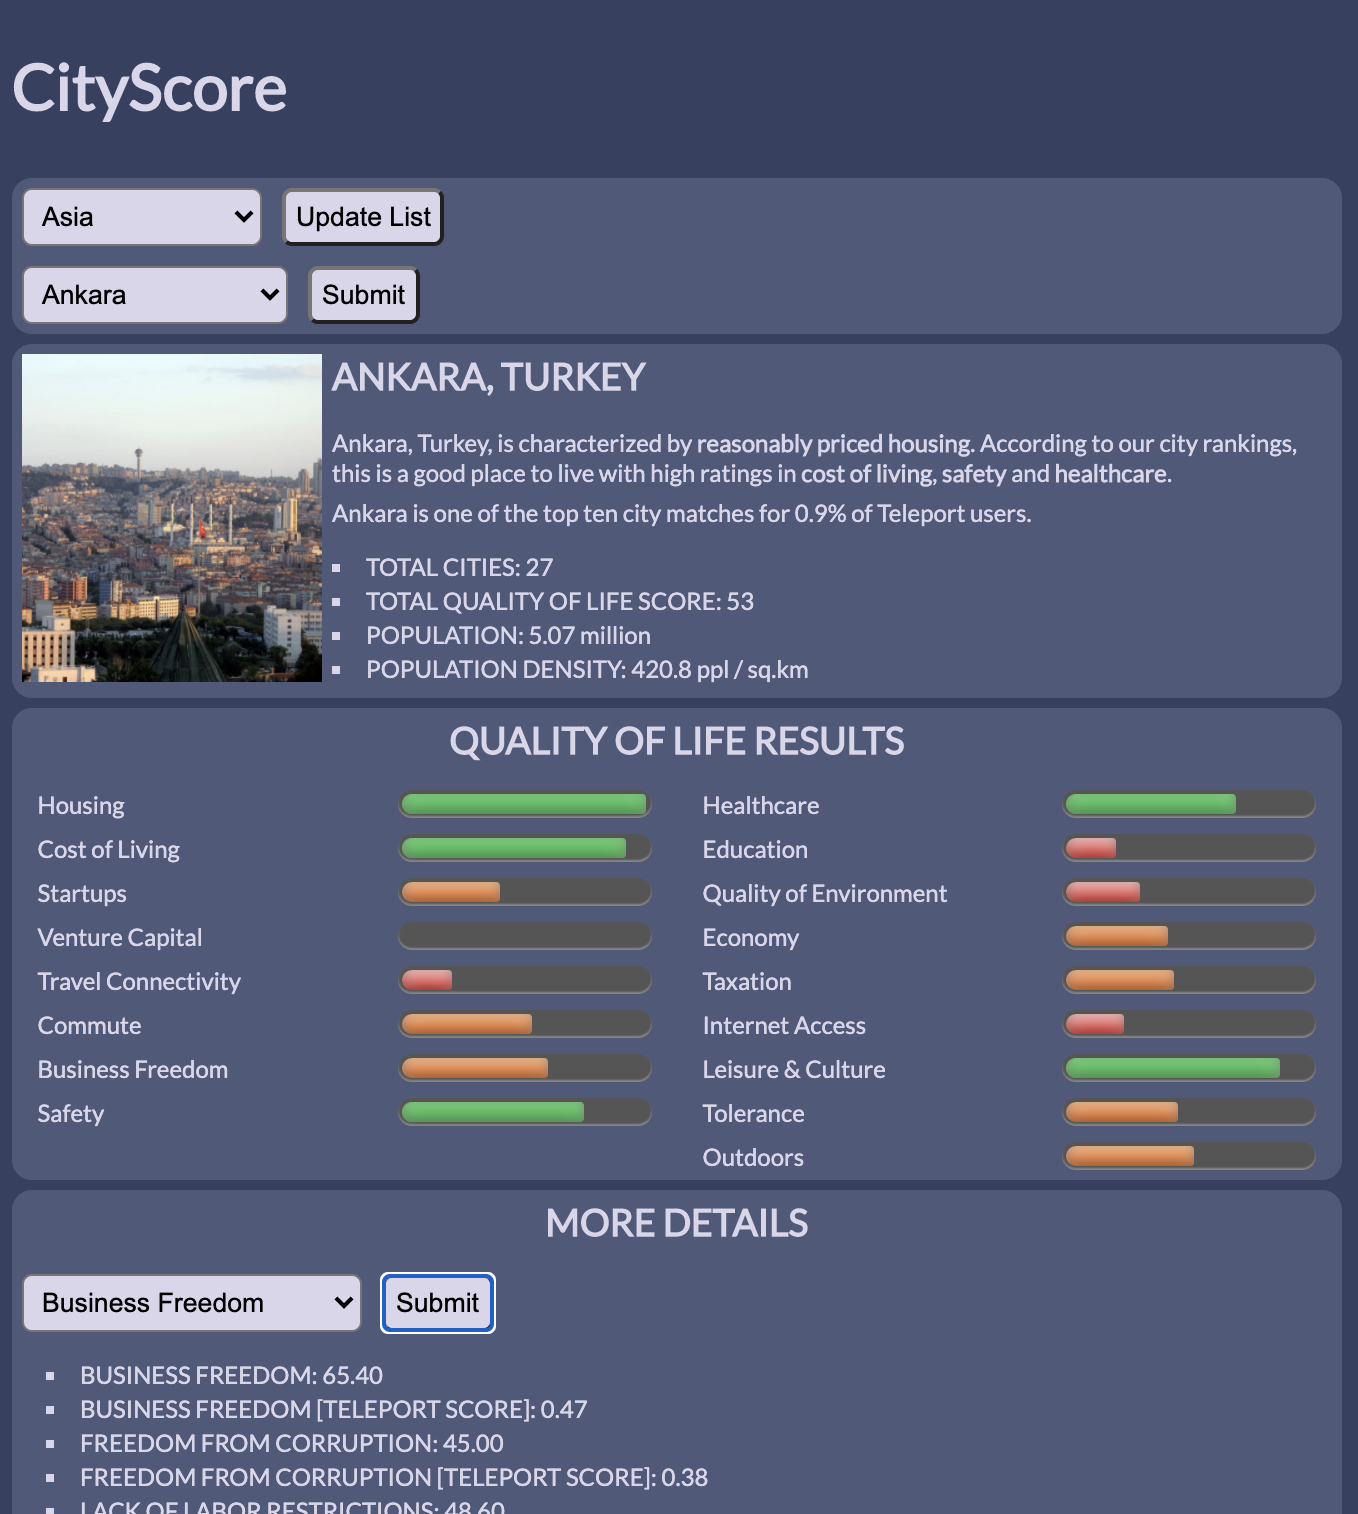 CityScore
Asia
Update List
Ankara
Submit
ANKARA, TURKEY
Ankara, Turkey, is characterized by reasonably priced housing. According to our city rankings,
this is a good place to live with high ratings in cost of living, safety and healthcare.
Ankara is one of the top ten city matches for 0.9% of Teleport users.
TOTAL CITIES: 27
TOTAL QUALITY OF LIFE SCORE: 53
POPULATION: 5.07 million
POPULATION DENSITY: 420.8 ppl / sq.km
QUALITY OF LIFE RESULTS
Housing
Cost of Living
Startups
Venture Capital
Travel Connectivity
Commute
Business Freedom
Safety
Healthcare
Education
Quality of Environment
Economy
Taxation
Internet Access
Leisure & Culture
Tolerance
Outdoors
MORE DETAILS
Business Freedom
Submit
BUSINESS FREEDOM: 65.40
BUSINESS FREEDOM [TELEPORT SCORE]: 0.47
FREEDOM FROM CORRUPTION: 45.00
FREEDOM FROM CORRUPTION [TELEPORT SCORE]: 0.38
LACK OF LABOR RESTRICTIONS: 48.60